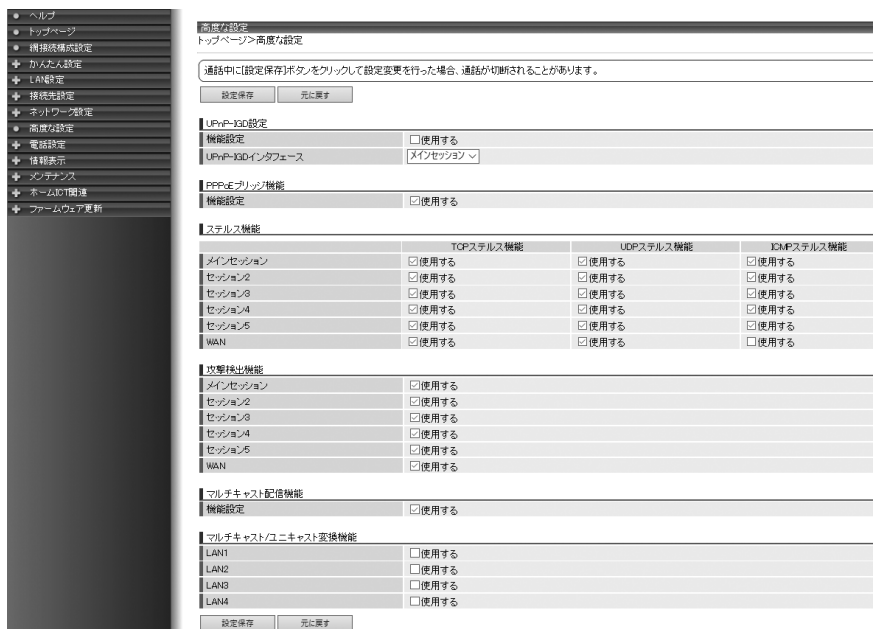 ヘルプ
トップページ
網接続構成設定
かんたん設定
LAN設定
接続先設定
ネットワーク設定
高度な設定
電話設定
情報表示
メンテナンス
ホームICT関連
ファームウェア更新
高度な設定
トップページ>高度な設定
通話中に[設定保存]ボタンをクリックして設定変更を行った場合、通話が切断されることがあります。
設定保存 元に戻す
UPnP-IGD設定
機能設定 使用する
UPnP-IGDインタフェース メインセッション
PPPoEブリッジ機能
機能設定 使用する
ステルス機能
TCPステルス機能 UDPステルス機能 ICMPステルス機能
メインセッション 使用する 使用する 使用する
セッション2 使用する 使用する 使用する
セッション3 使用する 使用する 使用する
セッション4 使用する 使用する 使用する
セッション5 使用する 使用する 使用する
WAN 使用する 使用する 使用する
攻撃検出機能
メインセッション 使用する
セッション2 使用する
セッション3 使用する
セッション4 使用する
セッション5 使用する
WAN 使用する
マルチキャスト配信機能
機能設定 使用する
マルチキャスト/ユニキャスト変換機能
LAN1 使用する
LAN2 使用する
LAN3 使用する
LAN4 使用する
設定保存 元に戻す